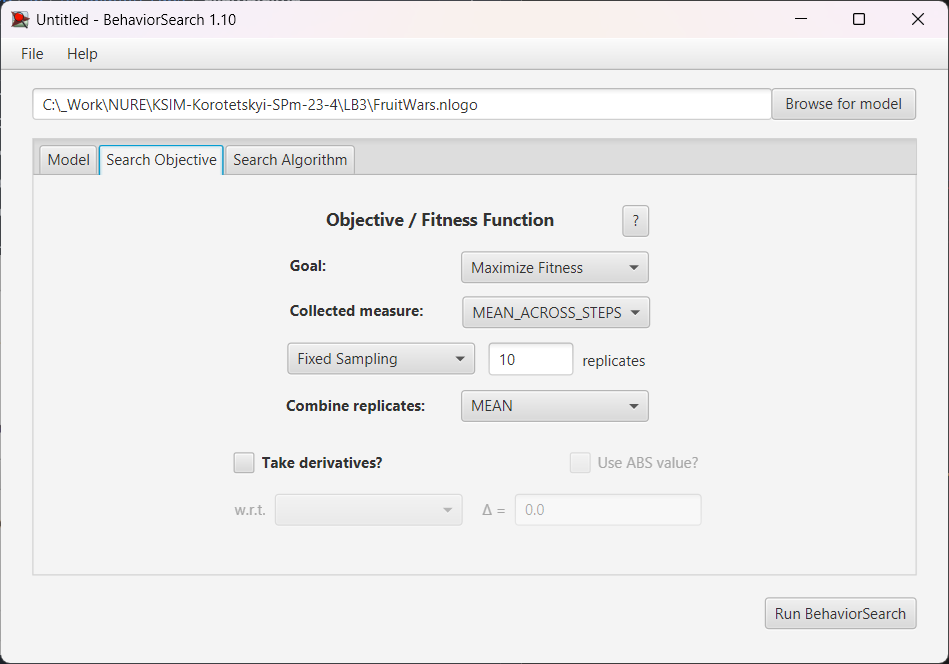 Untitled - BehaviorSearch 1.10
File Help
C:\_Work\NURE\KSIM-Korotetskyi-SPm-23-4\LB3\FruitWars.nlogo Browse for model
Model Search Objective Search Algorithm
Objective / Fitness Function ?
Goal: Maximize Fitness
Collected measure: MEAN_ACROSS_STEPS
Fixed Sampling 10 replicates
Combine replicates: MEAN
Take derivatives? Use ABS value?
w.r.t. Δ = 0.0
Run BehaviorSearch